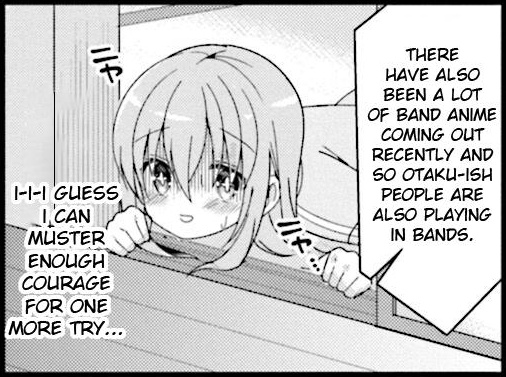 THERE
HAVE ALSO
BEEN A LOT
OF BAND ANIME
COMING OUT
RECENTLY AND
SO OTAKU-ISH
PEOPLE ARE
ALSO PLAYING
IN BANDS.
ニヤ
ニヤ...
I-I-I GUESS
I CAN
MUSTER
ENOUGH
COURAGE
FOR ONE
MORE TRY...